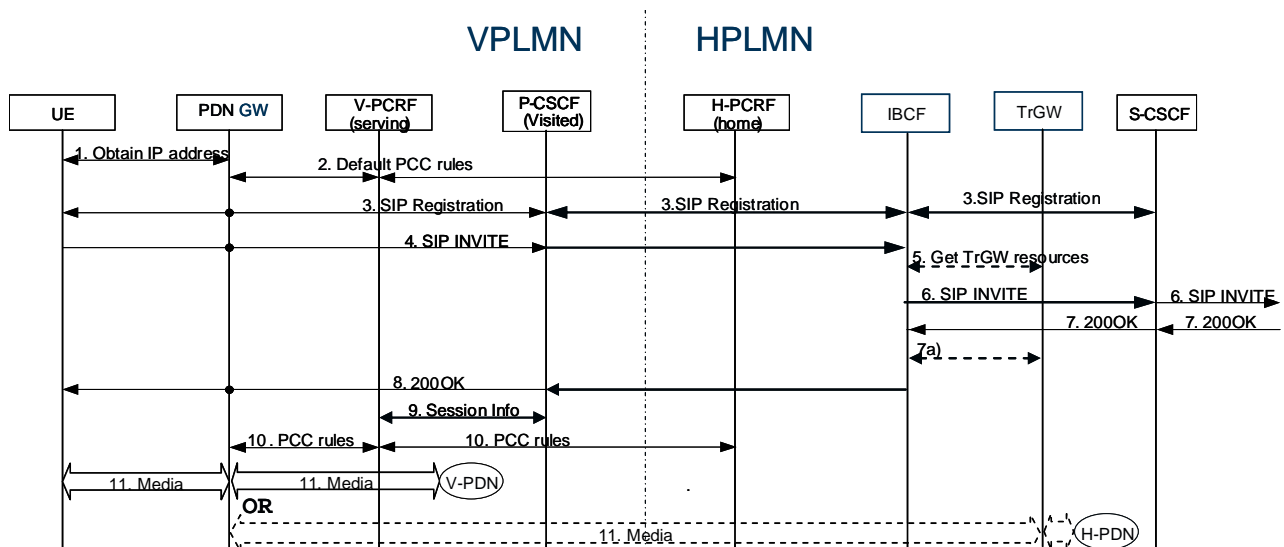 VPLMN
HPLMN
UE
PDN GW
V-PCRF
(serving)
P-CSCF
(Visited)
H-PCRF
(home)
IBCF
TrGW
S-CSCF
1. Obtain IP address
2. Default PCC rules
3. SIP Registration
3.SIP Registration
3.SIP Registration
4. SIP INVITE
5. Get TrGW resources
6. SIP INVITE
6. SIP INVITE
7. 200OK
7. 200OK
7a)
8. 200OK
9. Session Info
10. PCC rules
10. PCC rules
11. Media
11. Media
V-PDN
OR
11. Media
H-PDN